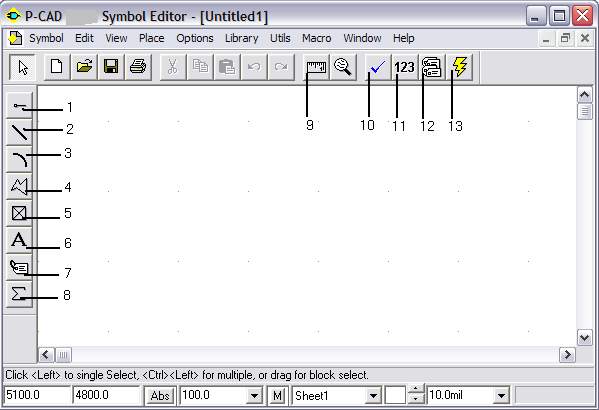 P-CAD Symbol Editor - [Untitled1]
Symbol Edit View Place Options Library Utils Macro Window Help
123
9 10 11 12 13
1
2
3
4
5
A 6
7
Σ 8
Click <Left> to single Select, <Ctrl><Left> for multiple, or drag for block select.
5100.0 4800.0 Abs 100.0 M Sheet1 10.0mil